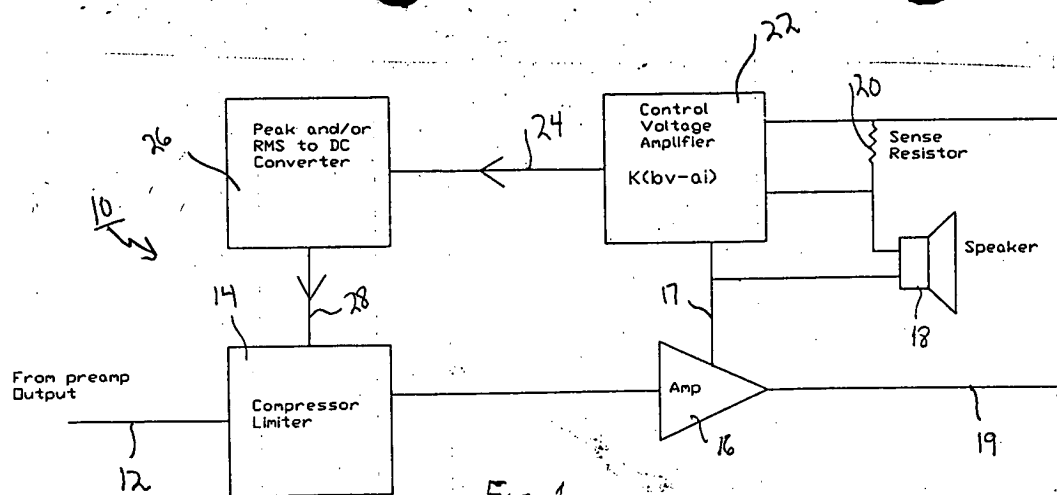 22
20
Control
Voltage
Amplifier
K(bv-ai)
Sense
Resistor
24
Peak and/or
RMS to DC
Converter
26
10
Speaker
18
17
28
14
From preamp
Output
Compressor
Limiter
Amp
16
12
19